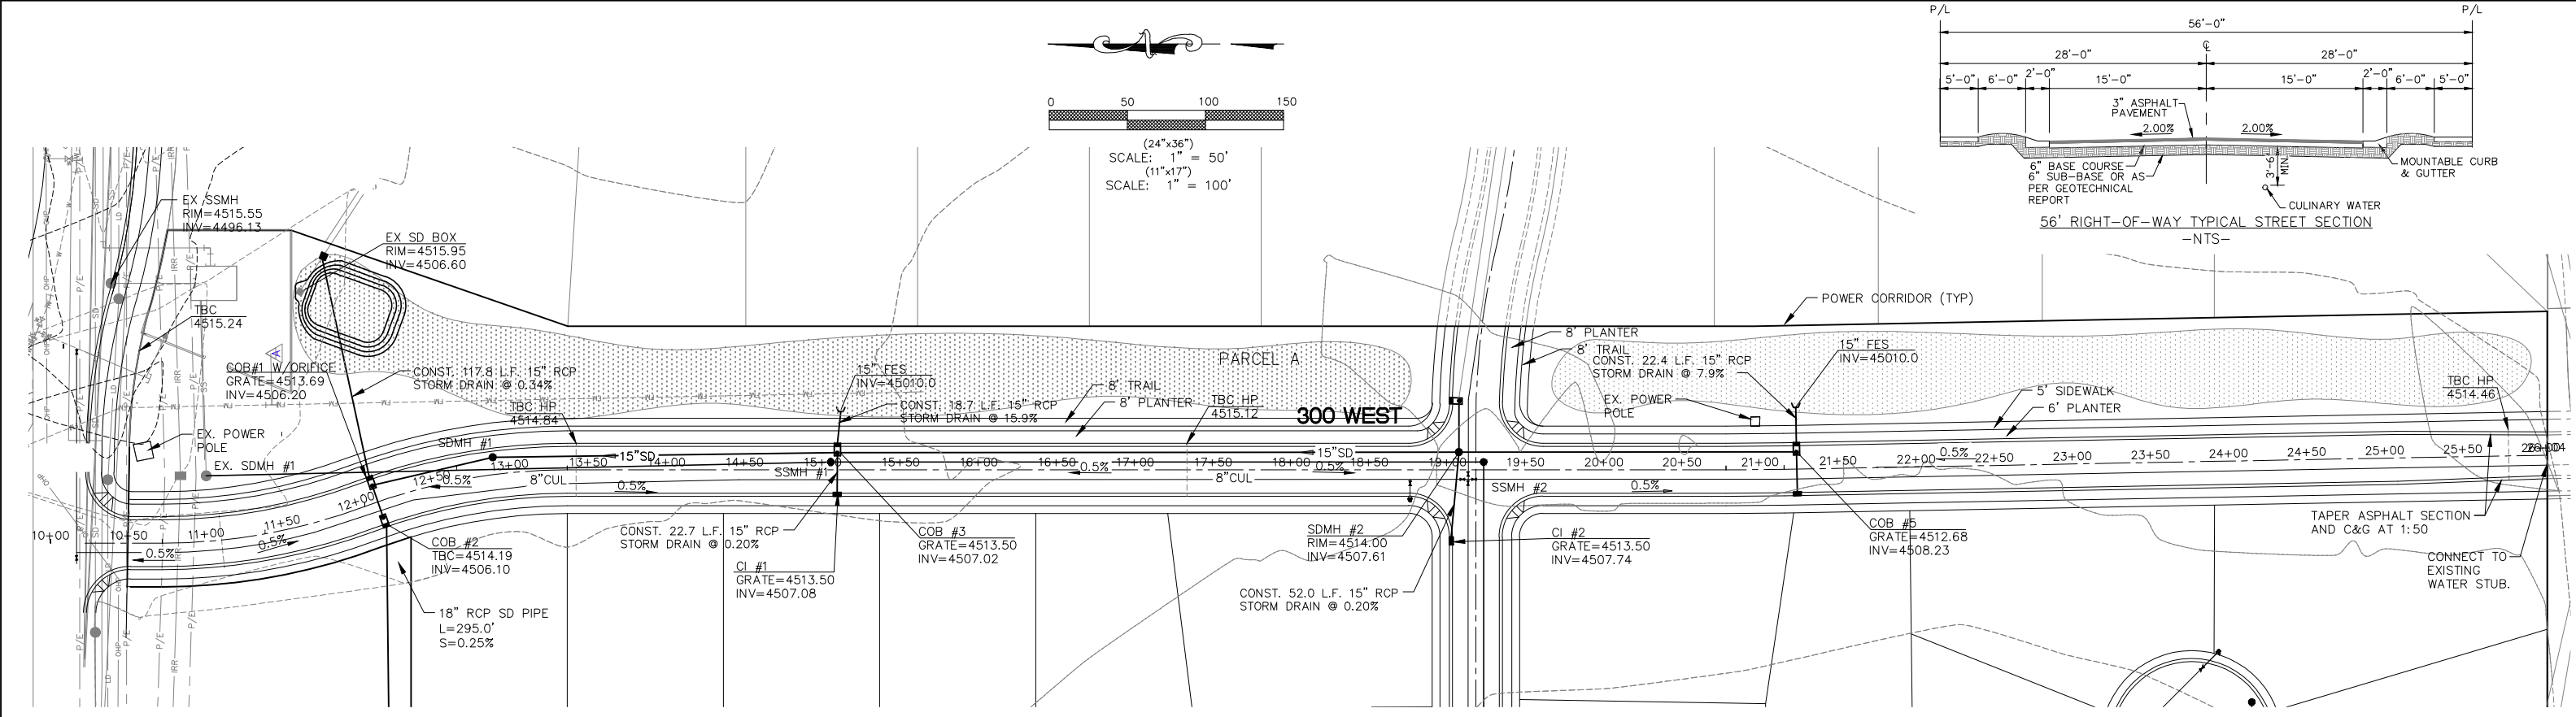 P/L
P/L
56'-0"
28'-0"
28'-0"
5'-0"
6'-0"
2'-0"
15'-0"
15'-0"
2'-0"
6'-0"
5'-0"
3" ASPHALT
PAVEMENT
2.00%
2.00%
6" BASE COURSE
6" SUB-BASE OR AS
PER GEOTECHNICAL
REPORT
3'-6"
MIN.
MOUNTABLE CURB
& GUTTER
CULINARY WATER
56' RIGHT-OF-WAY TYPICAL STREET SECTION
-NTS-
0
50
100
150
(24"x36")
SCALE: 1" = 50'
(11"x17")
SCALE: 1" = 100'
EX SSMH
RIM=4515.55
INV=4496.13
EX SD BOX
RIM=4515.95
INV=4506.60
TBC
4515.24
COB#1 W/ORIFICE
GRATE=4513.69
INV=4506.20
CONST. 117.8 L.F. 15" RCP
STORM DRAIN @ 0.34%
TBC HP
4514.84
15" FES
INV=45010.0
CONST. 18.7 L.F. 15" RCP
STORM DRAIN @ 15.9%
8' TRAIL
8' PLANTER
TBC HP
4515.12
PARCEL A
300 WEST
POWER CORRIDOR (TYP)
8' PLANTER
8' TRAIL
CONST. 22.4 L.F. 15" RCP
STORM DRAIN @ 7.9%
15" FES
INV=45010.0
EX. POWER
POLE
5' SIDEWALK
6' PLANTER
TBC HP
4514.46
EX. POWER
POLE
EX. SDMH #1
SDMH #1
15"SD
SSMH #1
15"SD
10+00
10+50
11+00
11+50
12+00
12+50
13+00
13+50
14+00
14+50
15+00
15+50
16+00
16+50
17+00
17+50
18+00
18+50
19+00
19+50
20+00
20+50
21+00
21+50
22+00
22+50
23+00
23+50
24+00
24+50
25+00
25+50
0.5%
0.5%
0.5%
0.5%
0.5%
0.5%
0.5%
0.5%
8"CUL
8"CUL
SSMH #2
COB #2
TBC=4514.19
INV=4506.10
18" RCP SD PIPE
L=295.0'
S=0.25%
CONST. 22.7 L.F. 15" RCP
STORM DRAIN @ 0.20%
CI #1
GRATE=4513.50
INV=4507.08
COB #3
GRATE=4513.50
INV=4507.02
SDMH #2
RIM=4514.00
INV=4507.61
CONST. 52.0 L.F. 15" RCP
STORM DRAIN @ 0.20%
CI #2
GRATE=4513.50
INV=4507.74
COB #5
GRATE=4512.68
INV=4508.23
TAPER ASPHALT SECTION
AND C&G AT 1:50
CONNECT TO
EXISTING
WATER STUB.